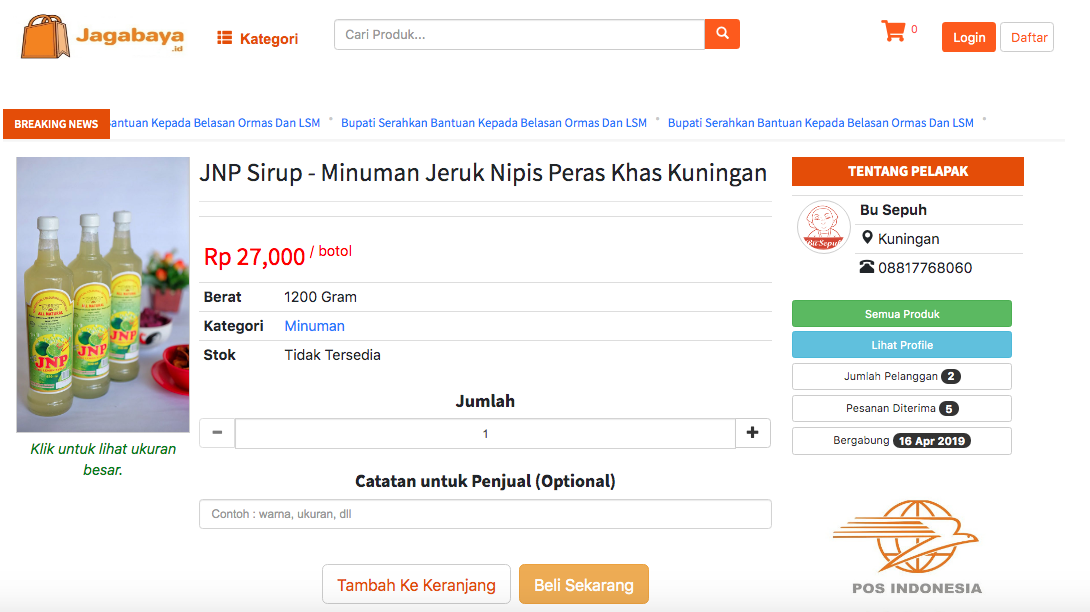 Jagabaya
.id
Kategori
Cari Produk...
0
Login
Daftar
BREAKING NEWS
antuan Kepada Belasan Ormas Dan LSM * Bupati Serahkan Bantuan Kepada Belasan Ormas Dan LSM * Bupati Serahkan Bantuan Kepada Belasan Ormas Dan LSM *
JNP Sirup - Minuman Jeruk Nipis Peras Khas Kuningan
Rp 27,000 / botol
Berat 1200 Gram
Kategori Minuman
Stok Tidak Tersedia
Jumlah
1
Catatan untuk Penjual (Optional)
Contoh : warna, ukuran, dll
Tambah Ke Keranjang
Beli Sekarang
ALL NATURAL
JNP
JNP
JNP
Klik untuk lihat ukuran
besar.
TENTANG PELAPAK
Bu Sepuh
Bu Sepuh
Kuningan
08817768060
Semua Produk
Lihat Profile
Jumlah Pelanggan 2
Pesanan Diterima 5
Bergabung 16 Apr 2019
POS INDONESIA